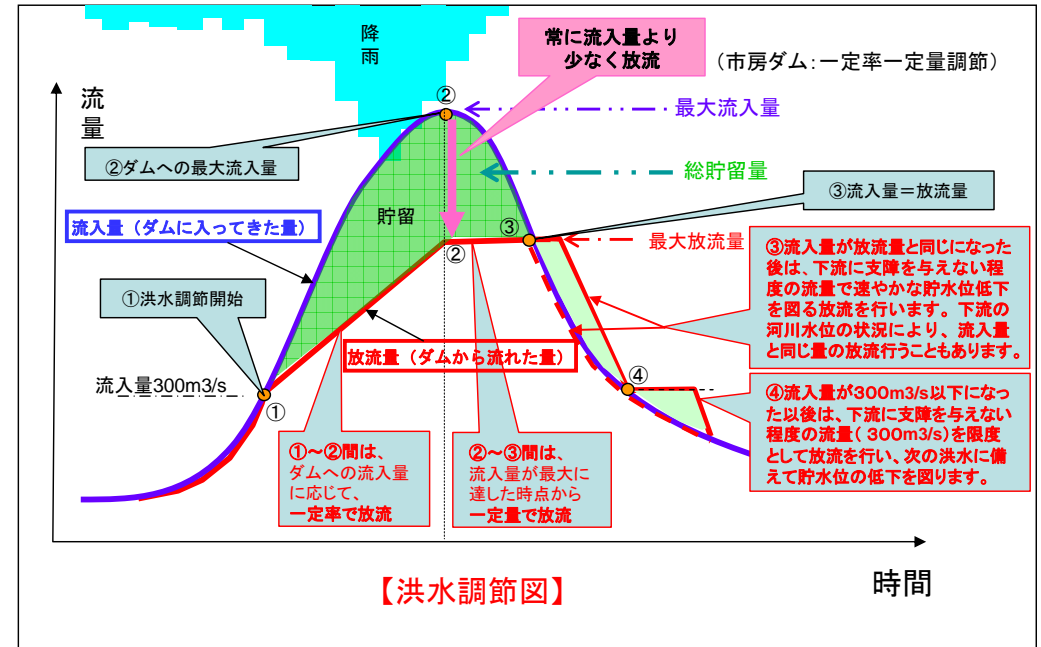 降
雨
常に流入量より
少なく放流
（市房ダム：一定率一定量調節）
流
量
②
最大流入量
②ダムへの最大流入量
総貯留量
③流入量＝放流量
貯留
流入量（ダムに入ってきた量）
③
②
最大放流量
③流入量が放流量と同じになった
後は、下流に支障を与えない程
度の流量で速やかな貯水位低下
を図る放流を行います。下流の
河川水位の状況により、流入量
と同じ量の放流行うこともあります。
①洪水調節開始
放流量（ダムから流れた量）
流入量300m3/s
①
④
④流入量が300m3/s以下になっ
た以後は、下流に支障を与えない
程度の流量( 300m3/s)を限度
として放流を行い、次の洪水に備
えて貯水位の低下を図ります。
①～②間は、
ダムへの流入量
に応じて、
一定率で放流
②～③間は、
流入量が最大に
達した時点から
一定量で放流
【洪水調節図】
時間